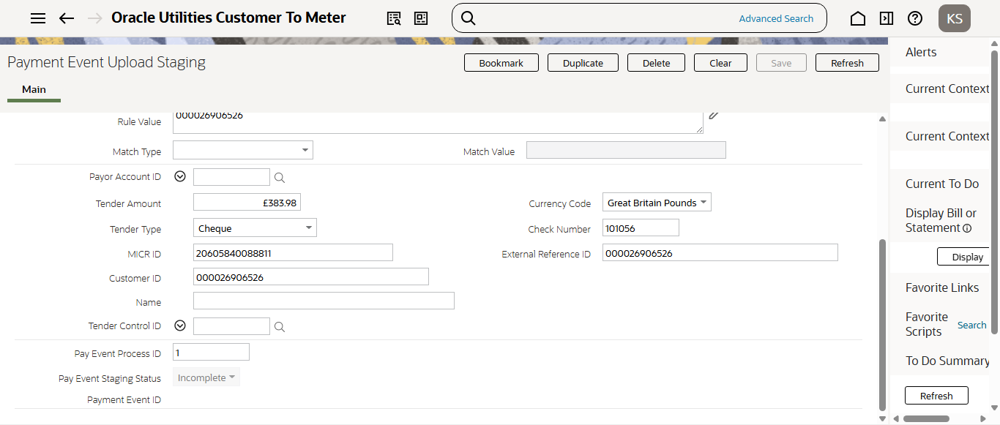 Oracle Utilities Customer To Meter
Advanced Search
KS
Payment Event Upload Staging
Bookmark
Duplicate
Delete
Clear
Save
Refresh
Main
Rule Value
000026906526
Match Type
Match Value
Payor Account ID
Tender Amount
£383.98
Currency Code
Great Britain Pounds
Tender Type
Cheque
Check Number
101056
MICR ID
20605840088811
External Reference ID
000026906526
Customer ID
000026906526
Name
Tender Control ID
Pay Event Process ID
1
Pay Event Staging Status
Incomplete
Payment Event ID
Alerts
Current Context
Current Context
Current To Do
Display Bill or
Statement
Display
Favorite Links
Favorite
Scripts
Search
To Do Summary
Refresh